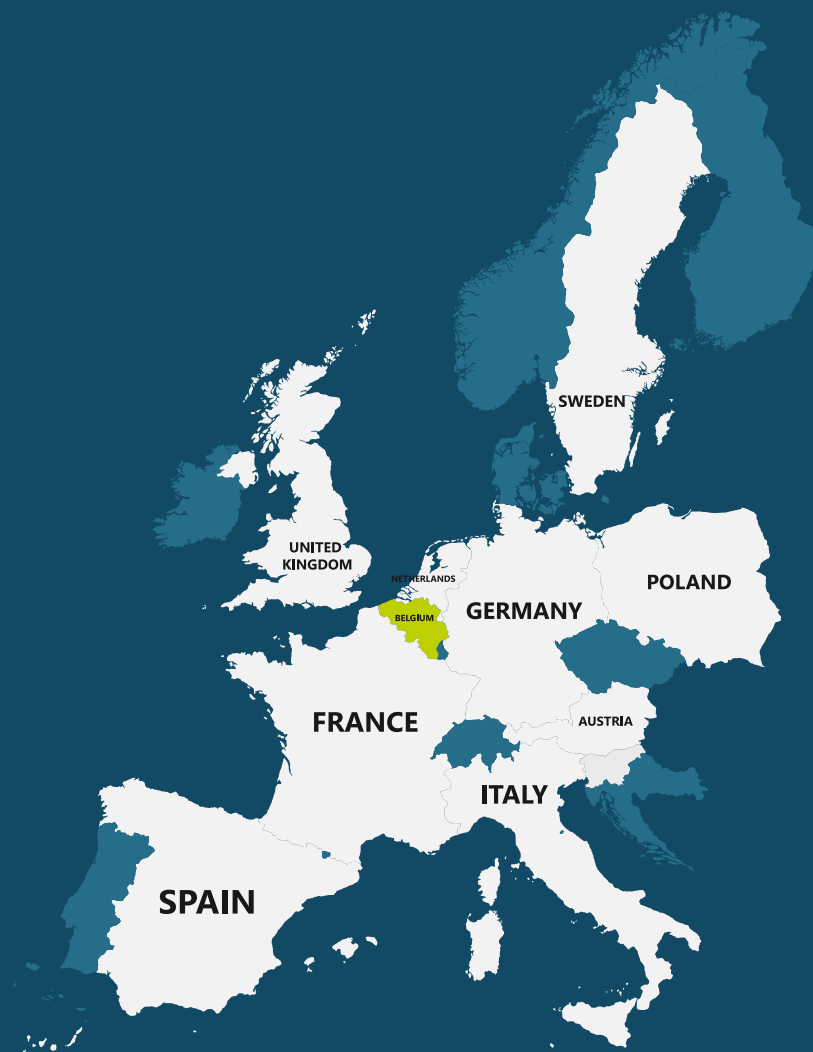 SWEDEN
UNITED
KINGDOM
NETHERLANDS
POLAND
GERMANY
BELGIUM
FRANCE
AUSTRIA
ITALY
SPAIN